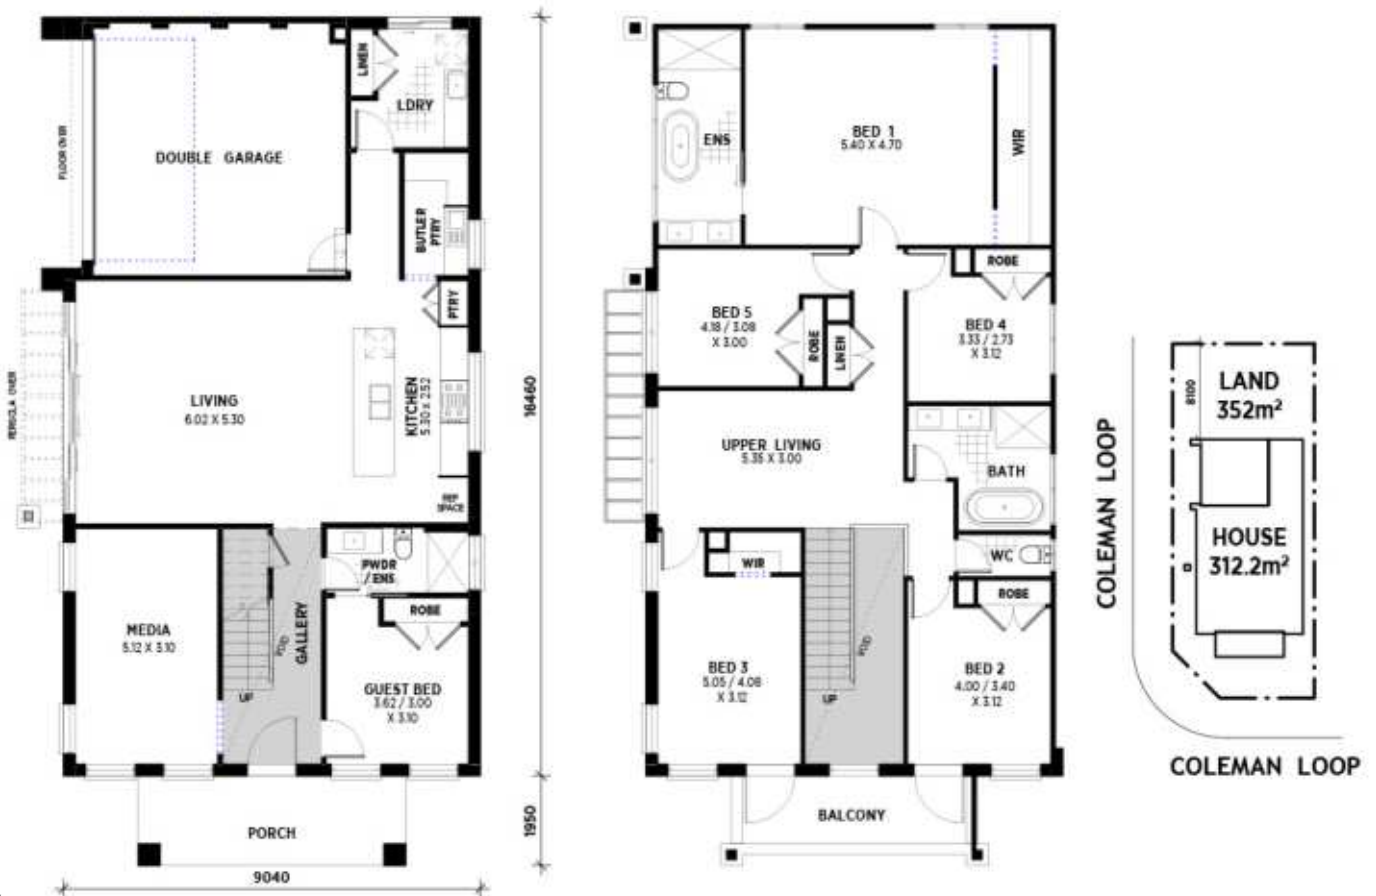 FLOOR OVER
DOUBLE GARAGE
LINEN
LDRY
BUTLER
PTRY
PTRY
PERGOLA OVER
LIVING
6.02 X 5.30
KITCHEN
5.30 x 2.52
REF
SPACE
PWDR
/ ENS
ROBE
MEDIA
5.12 X 3.10
GALLERY
VOID
UP
GUEST BED
3.62 / 3.00
X 3.10
PORCH
9040
16460
1950
ENS
BED 1
5.40 X 4.70
WIR
ROBE
BED 5
4.18 / 3.08
X 3.00
ROBE
LINEN
BED 4
3.33 / 2.73
X 3.12
UPPER LIVING
5.35 X 3.00
BATH
WC
WIR
ROBE
BED 3
5.05 / 4.08
X 3.12
VOID
UP
BED 2
4.00 / 3.40
X 3.12
BALCONY
COLEMAN LOOP
8100
LAND
352m²
HOUSE
312.2m²
COLEMAN LOOP